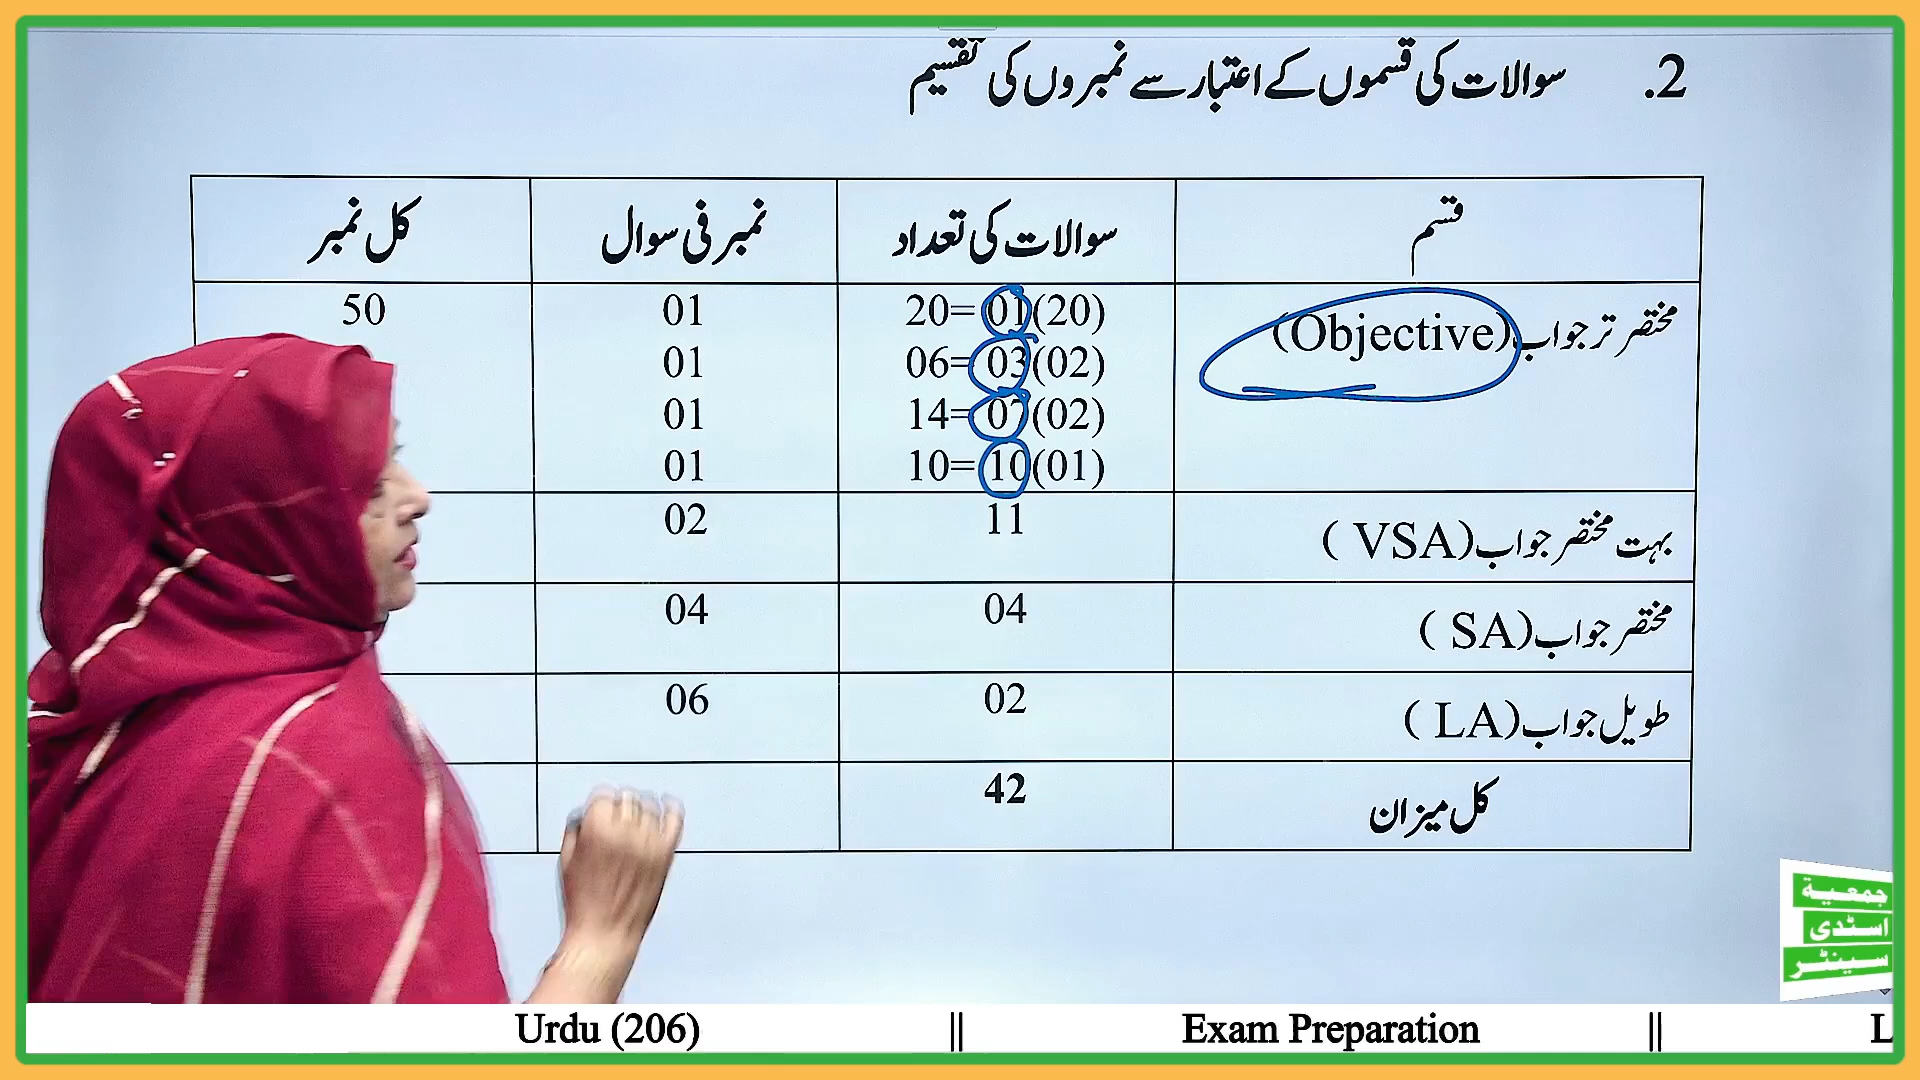 2. سوالات کی قسموں کے اعتبار سے نمبروں کی تقسیم
قسم سوالات کی تعداد نمبر فی سوال کل نمبر
مختصر تر جواب (Objective) 20= 01(20) 01 50
06= 03(02) 01
14= 07(02) 01
10= 10(01) 01
بہت مختصر جواب (VSA ) 11 02
مختصر جواب (SA ) 04 04
طویل جواب (LA ) 02 06
کل میزان 42
جمعیۃ
اسٹڈی
سینٹر
Urdu (206) || Exam Preparation || L